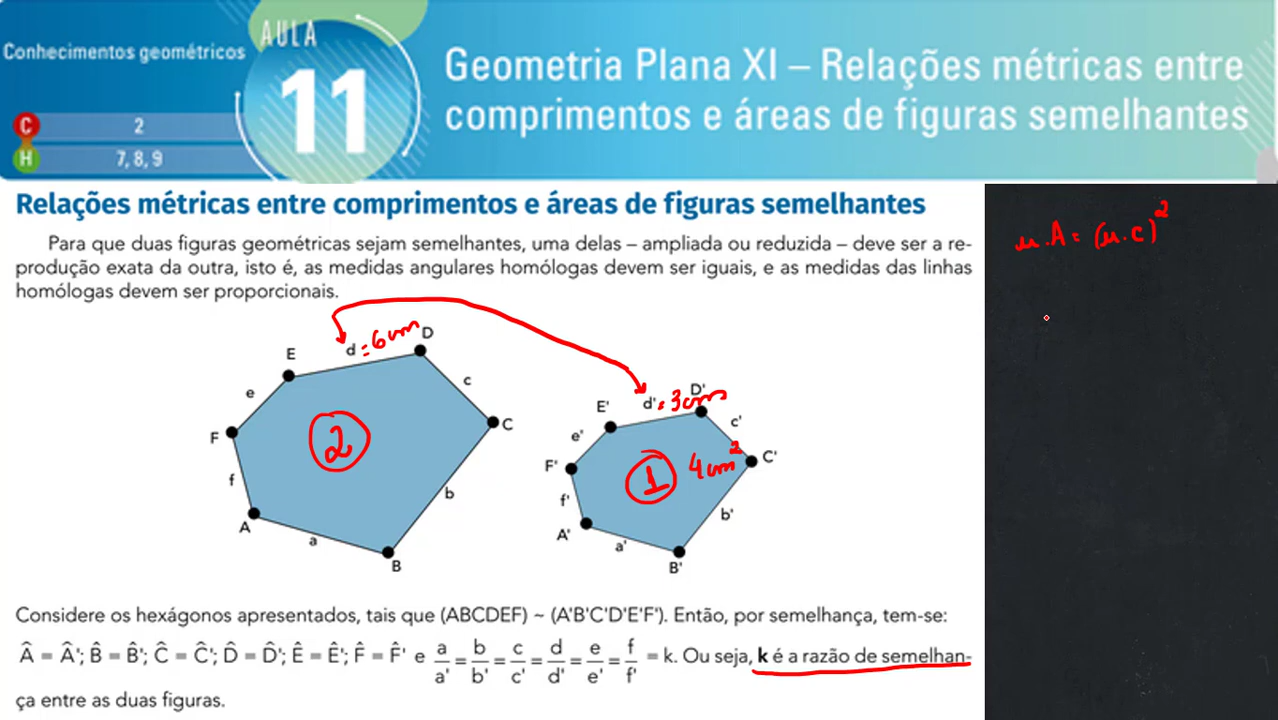 Conhecimentos geométricos
C 2
H 7, 8, 9
AULA
11
Geometria Plana XI – Relações métricas entre
comprimentos e áreas de figuras semelhantes
Relações métricas entre comprimentos e áreas de figuras semelhantes
Para que duas figuras geométricas sejam semelhantes, uma delas – ampliada ou reduzida – deve ser a re-
produção exata da outra, isto é, as medidas angulares homólogas devem ser iguais, e as medidas das linhas
homólogas devem ser proporcionais.
r.A = (r.c)²
E d = 6cm D
e c
F 2 C
f b
A a B
E' d' = 3cm D'
e' c'
F' 1 4cm² C'
f' b'
A' a' B'
Considere os hexágonos apresentados, tais que (ABCDEF) ~ (A'B'C'D'E'F'). Então, por semelhança, tem-se:
Â = Â'; B̂ = B̂'; Ĉ = Ĉ'; D̂ = D̂'; Ê = Ê'; F̂ = F̂' e a/a' = b/b' = c/c' = d/d' = e/e' = f/f' = k. Ou seja, k é a razão de semelhan-
ça entre as duas figuras.